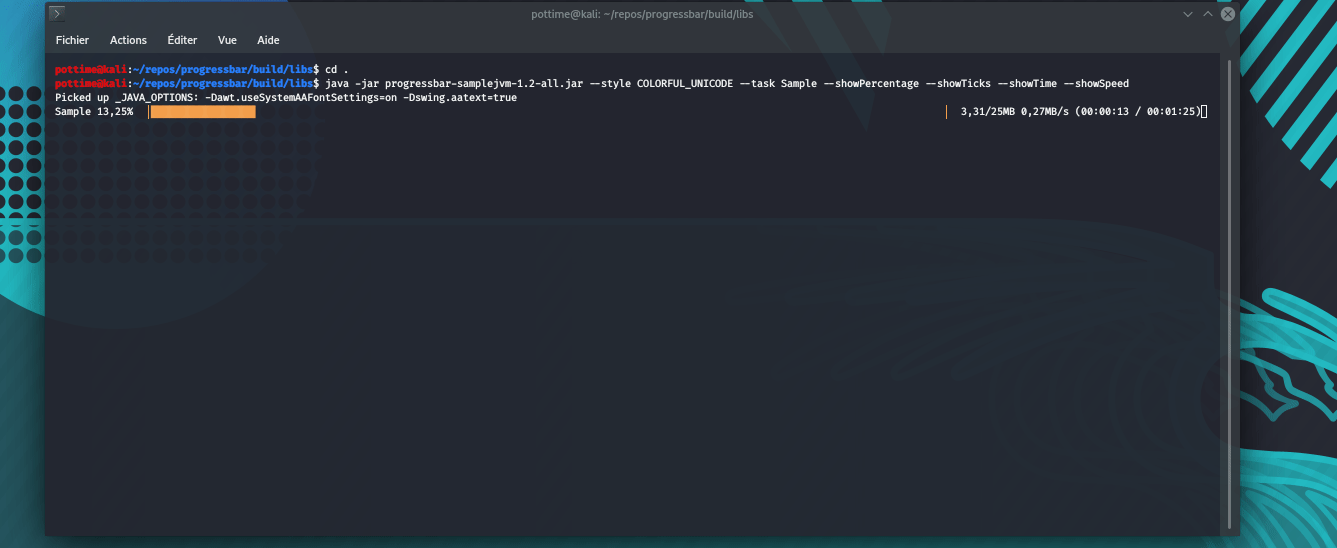 pottime@kali: ~/repos/progressbar/build/libs
Fichier Actions Éditer Vue Aide
pottime@kali:~/repos/progressbar/build/libs$ cd .
pottime@kali:~/repos/progressbar/build/libs$ java -jar progressbar-samplejvm-1.2-all.jar --style COLORFUL_UNICODE --task Sample --showPercentage --showTicks --showTime --showSpeed
Picked up _JAVA_OPTIONS: -Dawt.useSystemAAFontSettings=on -Dswing.aatext=true
Sample 13,25% 3,31/25MB 0,27MB/s (00:00:13 / 00:01:25)